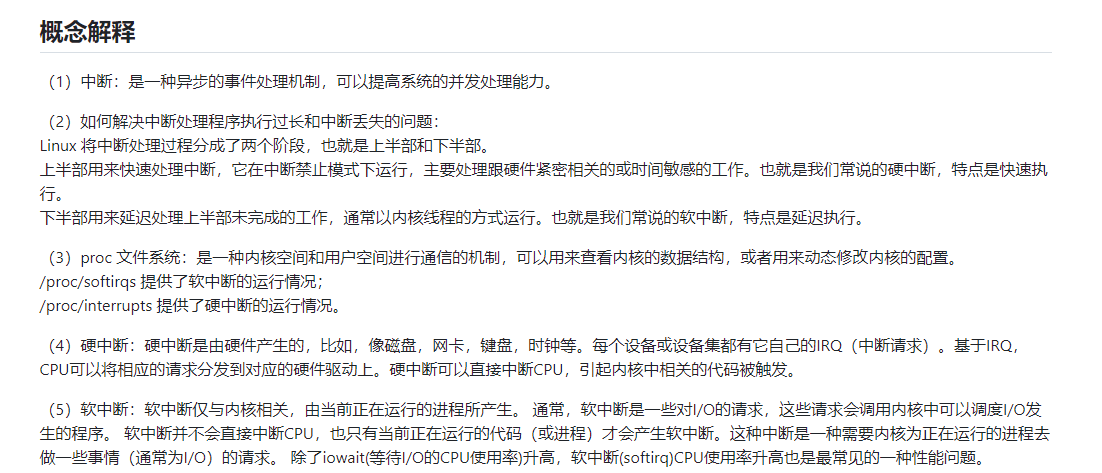 概念解释
（1）中断：是一种异步的事件处理机制，可以提高系统的并发处理能力。
（2）如何解决中断处理程序执行过长和中断丢失的问题：
Linux 将中断处理过程分成了两个阶段，也就是上半部和下半部。
上半部用来快速处理中断，它在中断禁止模式下运行，主要处理跟硬件紧密相关的或时间敏感的工作。也就是我们常说的硬中断，特点是快速执
行。
下半部用来延迟处理上半部未完成的工作，通常以内核线程的方式运行。也就是我们常说的软中断，特点是延迟执行。
（3）proc 文件系统：是一种内核空间和用户空间进行通信的机制，可以用来查看内核的数据结构，或者用来动态修改内核的配置。
/proc/softirqs 提供了软中断的运行情况；
/proc/interrupts 提供了硬中断的运行情况。
（4）硬中断：硬中断是由硬件产生的，比如，像磁盘，网卡，键盘，时钟等。每个设备或设备集都有它自己的IRQ（中断请求）。基于IRQ，
CPU可以将相应的请求分发到对应的硬件驱动上。硬中断可以直接中断CPU，引起内核中相关的代码被触发。
（5）软中断：软中断仅与内核相关，由当前正在运行的进程所产生。 通常，软中断是一些对I/O的请求，这些请求会调用内核中可以调度I/O发
生的程序。 软中断并不会直接中断CPU，也只有当前正在运行的代码（或进程）才会产生软中断。这种中断是一种需要内核为正在运行的进程去
做一些事情（通常为I/O）的请求。 除了iowait(等待I/O的CPU使用率)升高，软中断(softirq)CPU使用率升高也是最常见的一种性能问题。